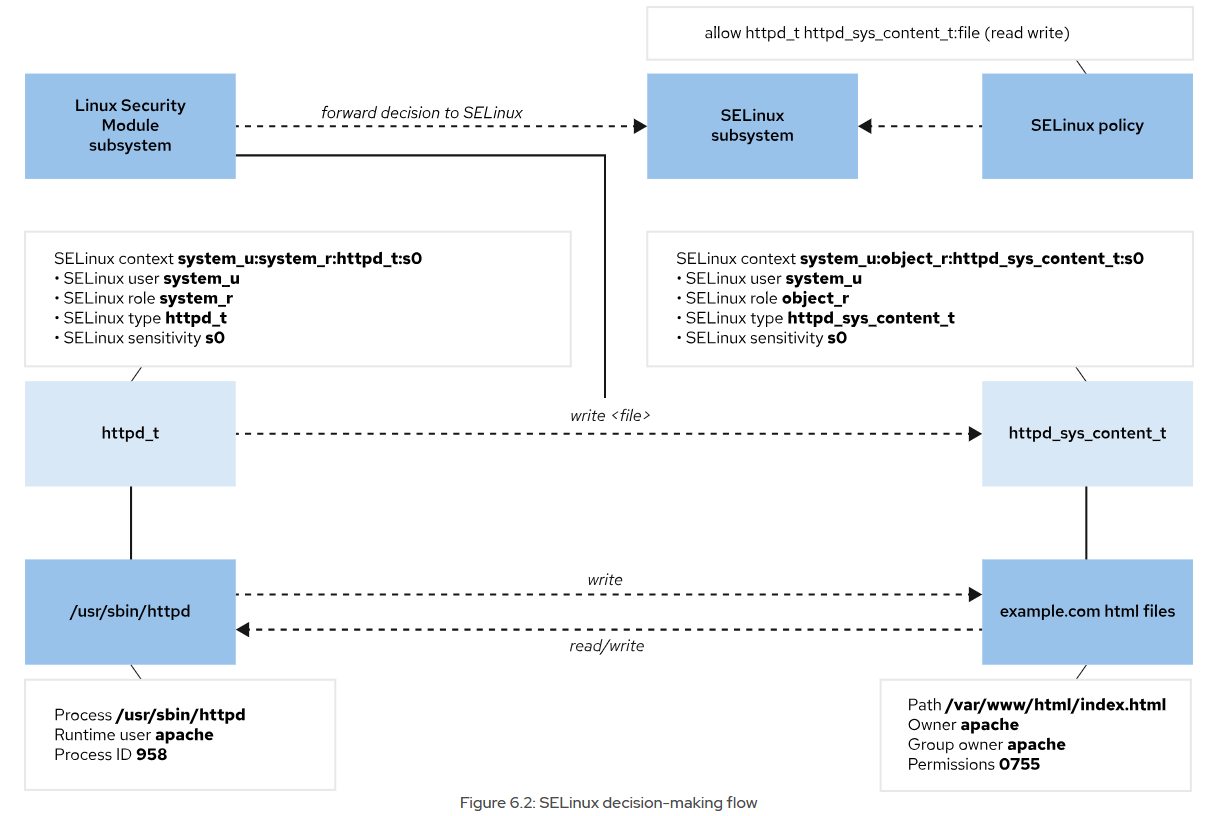 allow httpd_t httpd_sys_content_t:file (read write)
Linux Security
Module
subsystem
forward decision to SELinux
SELinux
subsystem
SELinux policy
SELinux context system_u:system_r:httpd_t:s0
• SELinux user system_u
• SELinux role system_r
• SELinux type httpd_t
• SELinux sensitivity s0
SELinux context system_u:object_r:httpd_sys_content_t:s0
• SELinux user system_u
• SELinux role object_r
• SELinux type httpd_sys_content_t
• SELinux sensitivity s0
httpd_t
write <file>
httpd_sys_content_t
/usr/sbin/httpd
write
read/write
example.com html files
Process /usr/sbin/httpd
Runtime user apache
Process ID 958
Path /var/www/html/index.html
Owner apache
Group owner apache
Permissions 0755
Figure 6.2: SELinux decision-making flow